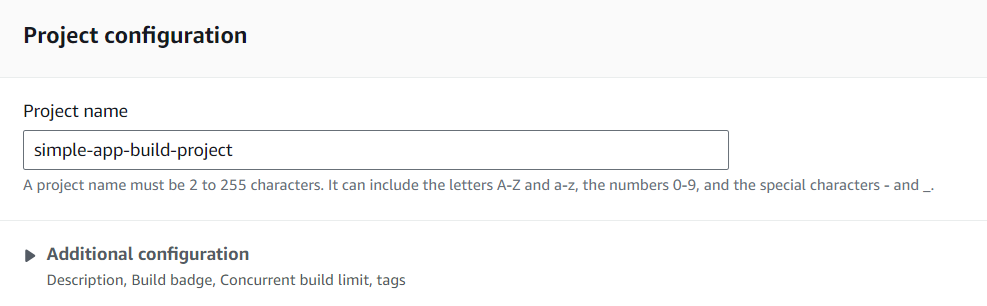 Project configuration
Project name
simple-app-build-project
A project name must be 2 to 255 characters. It can include the letters A-Z and a-z, the numbers 0-9, and the special characters - and _.
Additional configuration
Description, Build badge, Concurrent build limit, tags